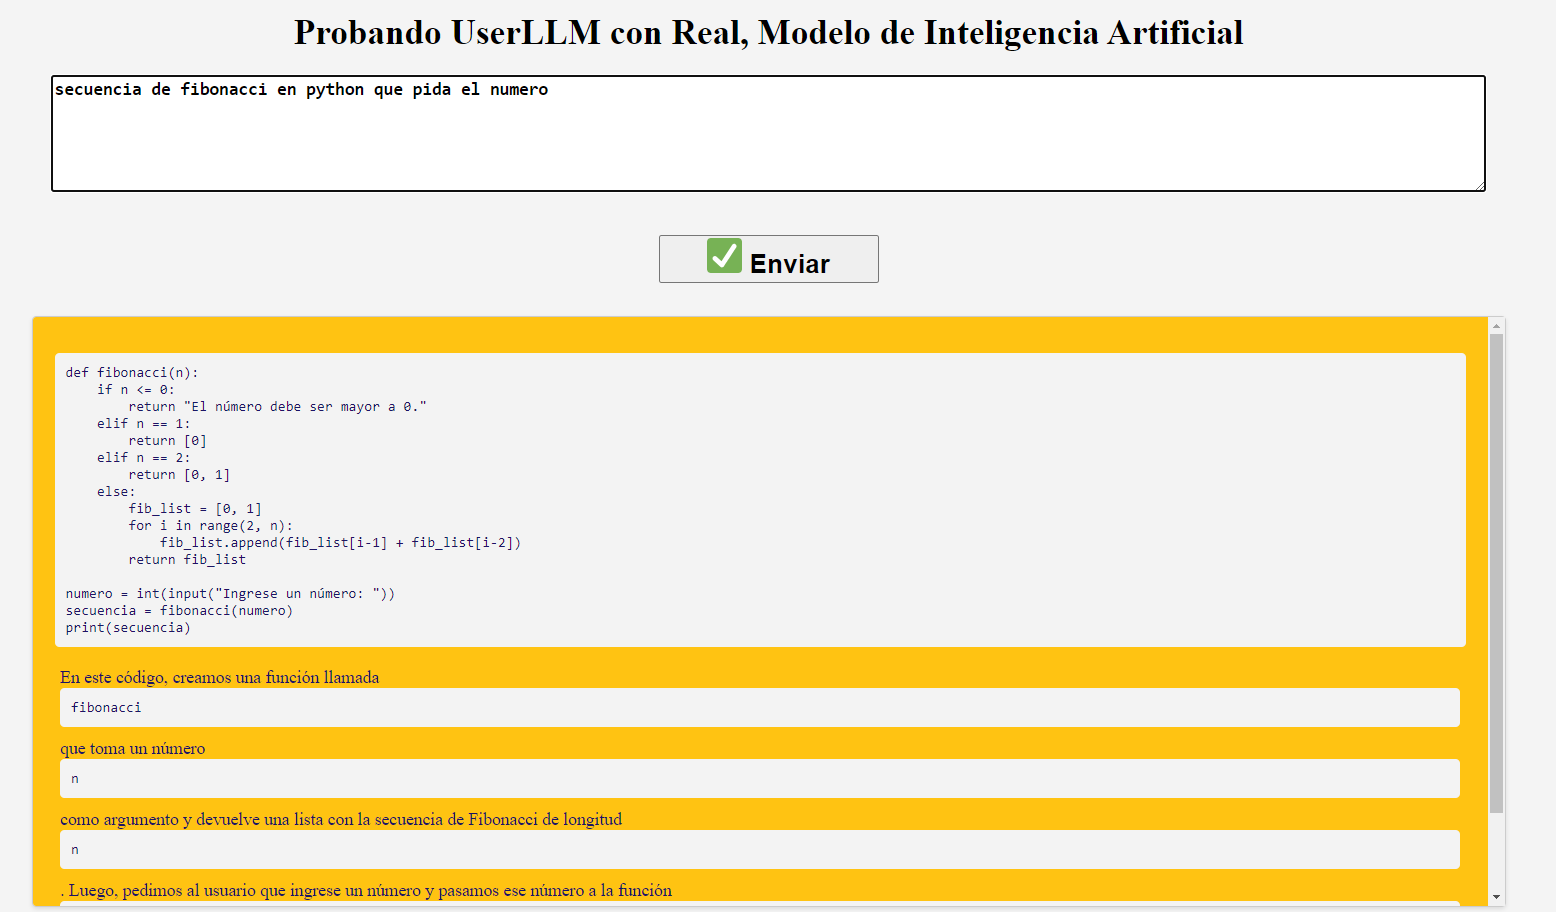 Probando UserLLM con Real, Modelo de Inteligencia Artificial
secuencia de fibonacci en python que pida el numero
✅ Enviar
def fibonacci(n):
    if n <= 0:
        return "El número debe ser mayor a 0."
    elif n == 1:
        return [0]
    elif n == 2:
        return [0, 1]
    else:
        fib_list = [0, 1]
        for i in range(2, n):
            fib_list.append(fib_list[i-1] + fib_list[i-2])
        return fib_list

numero = int(input("Ingrese un número: "))
secuencia = fibonacci(numero)
print(secuencia)
En este código, creamos una función llamada
fibonacci
que toma un número
n
como argumento y devuelve una lista con la secuencia de Fibonacci de longitud
n
. Luego, pedimos al usuario que ingrese un número y pasamos ese número a la función